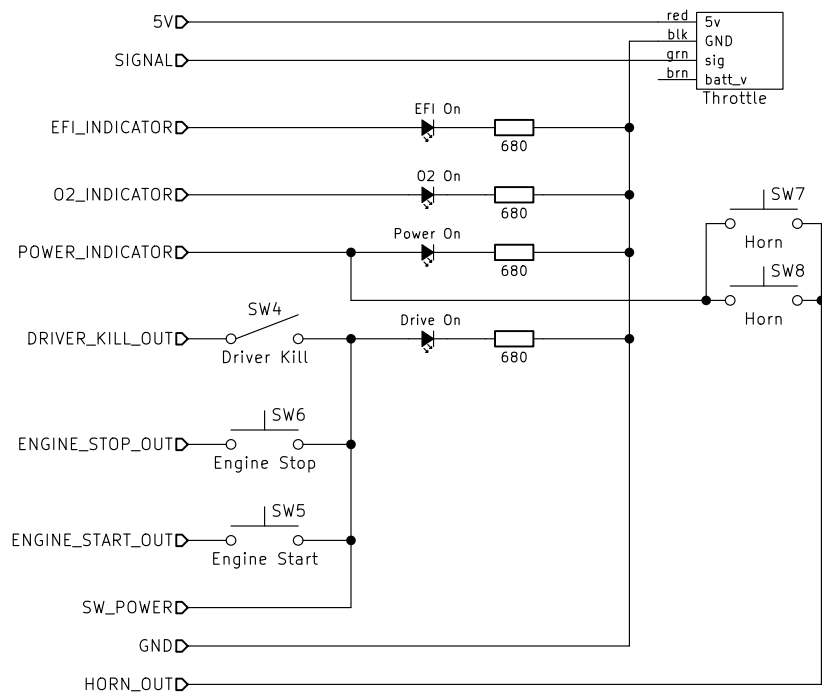 5V
red
5v
blk
GND
SIGNAL
grn
sig
brn
batt_v
Throttle
EFI On
EFI_INDICATOR
680
O2 On
O2_INDICATOR
680
SW7
Horn
Power On
POWER_INDICATOR
680
SW8
Horn
SW4
Drive On
DRIVER_KILL_OUT
Driver Kill
680
SW6
ENGINE_STOP_OUT
Engine Stop
SW5
ENGINE_START_OUT
Engine Start
SW_POWER
GND
HORN_OUT